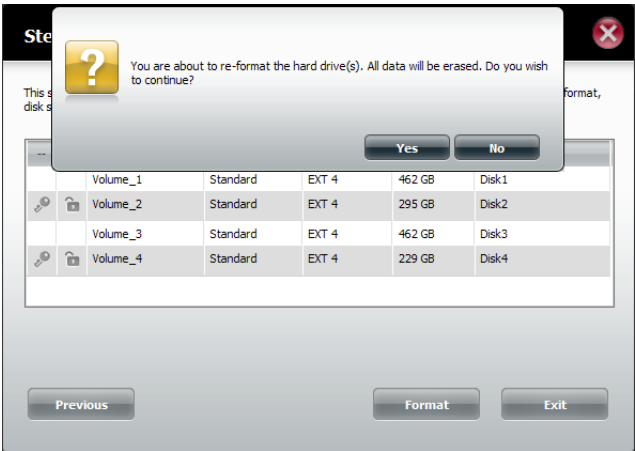 Ste
You are about to re-format the hard drive(s). All data will be erased. Do you wish
to continue?
This s
format,
disk s
Yes No
--
Volume_1 Standard EXT 4 462 GB Disk1
Volume_2 Standard EXT 4 295 GB Disk2
Volume_3 Standard EXT 4 462 GB Disk3
Volume_4 Standard EXT 4 229 GB Disk4
Previous Format Exit